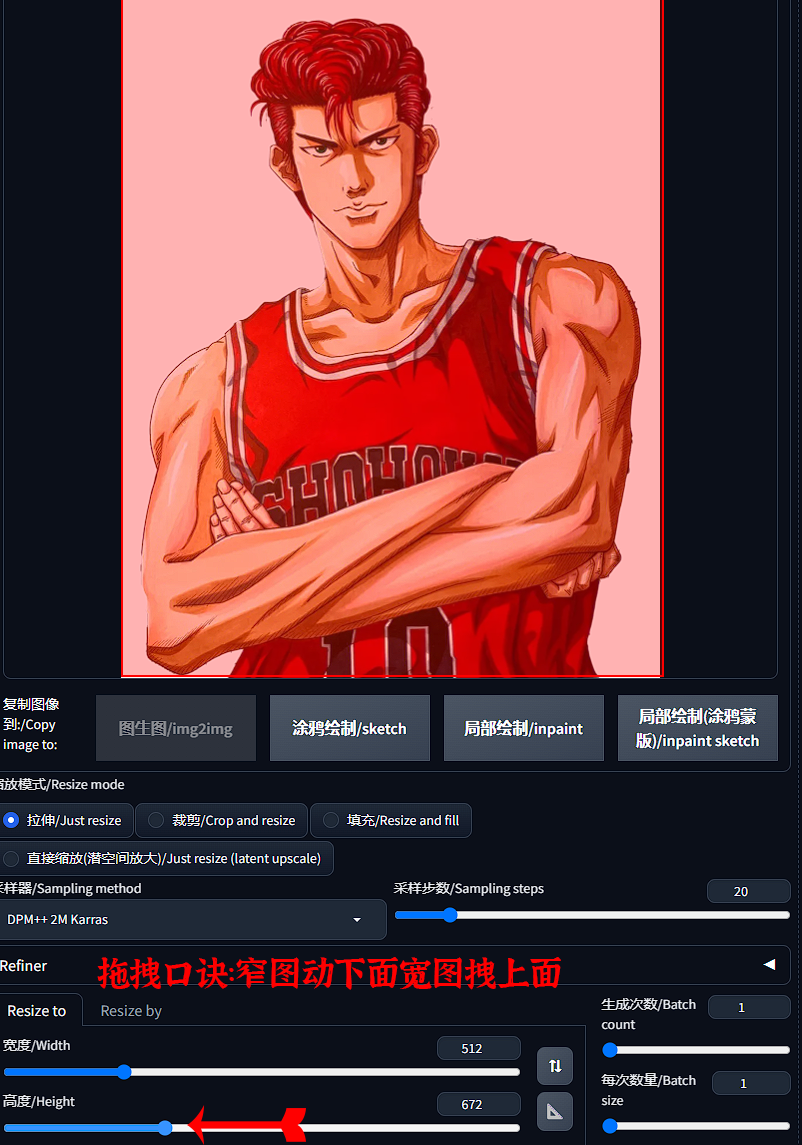 SHOHOKU
10
复制图像
到:/Copy
image to:
图生图/img2img
涂鸦绘制/sketch
局部绘制/inpaint
局部绘制(涂鸦蒙
版)/inpaint sketch
缩放模式/Resize mode
拉伸/Just resize
裁剪/Crop and resize
填充/Resize and fill
直接缩放(潜空间放大)/Just resize (latent upscale)
采样器/Sampling method
采样步数/Sampling steps
20
DPM++ 2M Karras
Refiner
拖拽口诀:窄图动下面宽图拽上面
Resize to
Resize by
生成次数/Batch
count
1
宽度/Width
512
每次数量/Batch
size
1
高度/Height
672